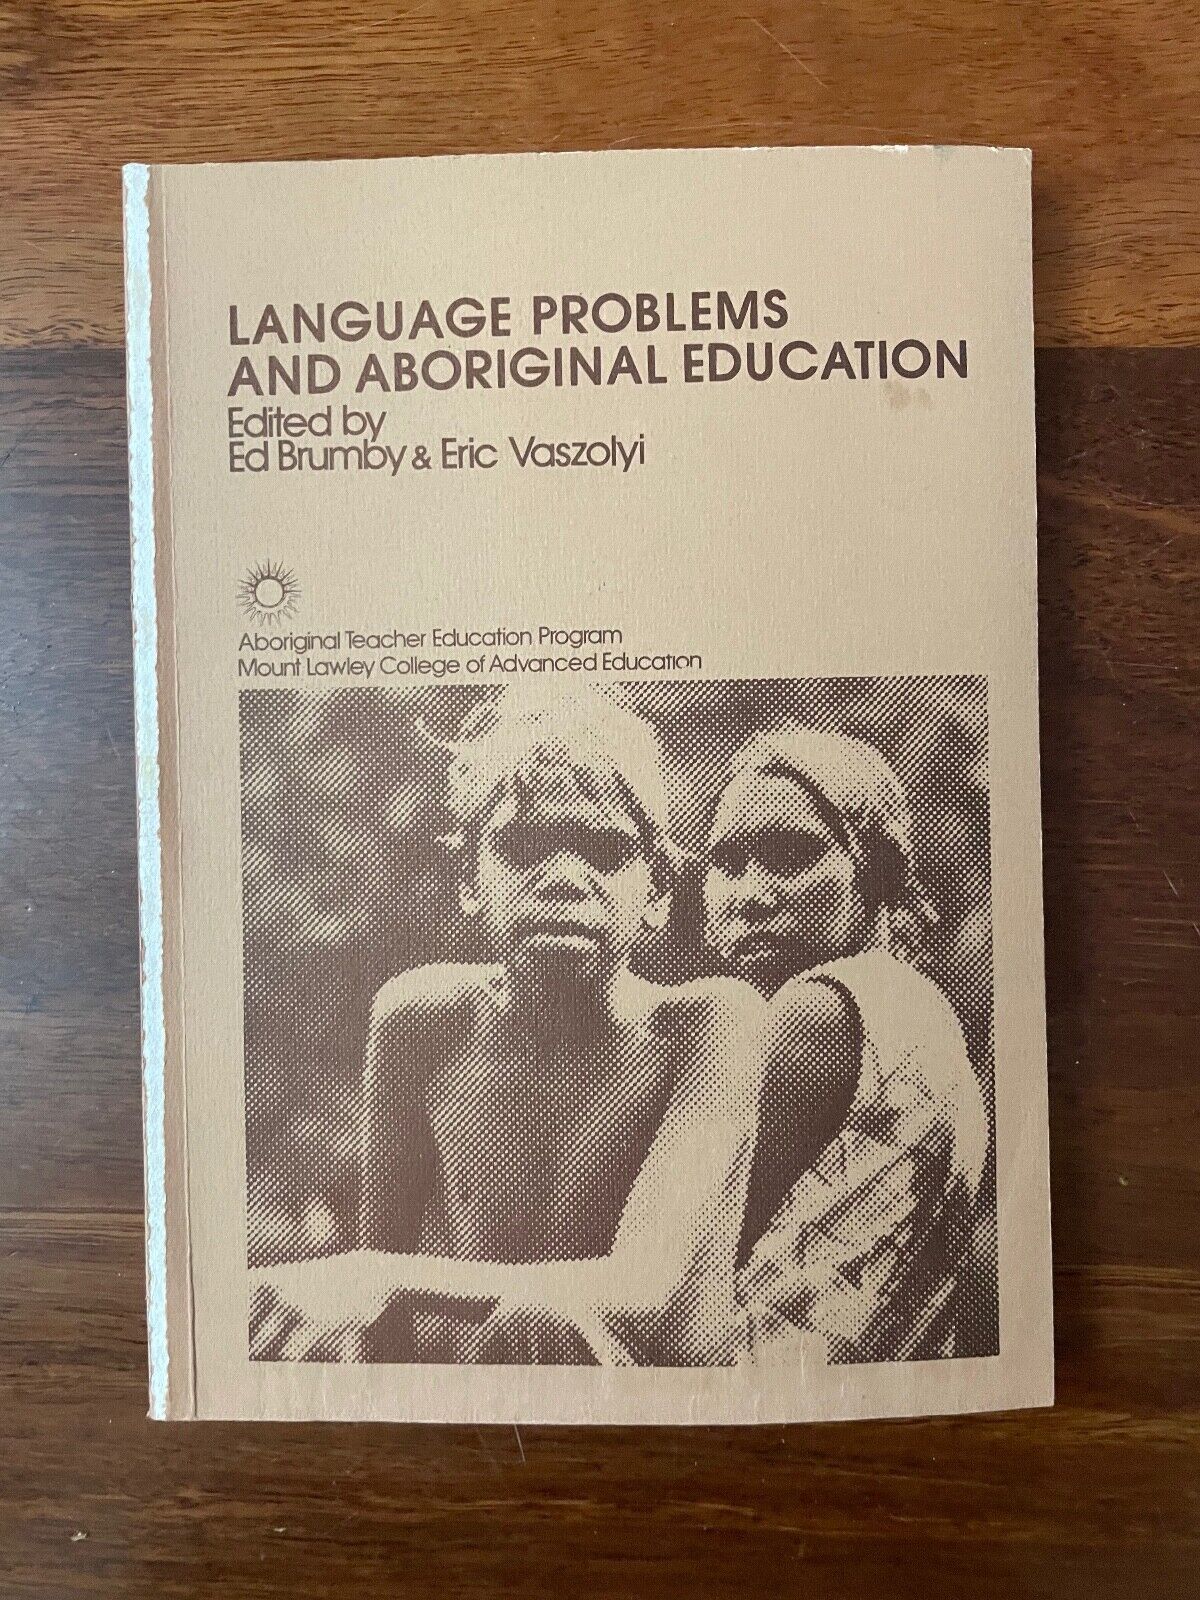 LANGUAGE PROBLEMS
AND ABORIGINAL EDUCATION
Edited by
Ed Brumby & Eric Vaszolyi
Aboriginal Teacher Education Program
Mount Lawley College of Advanced Education